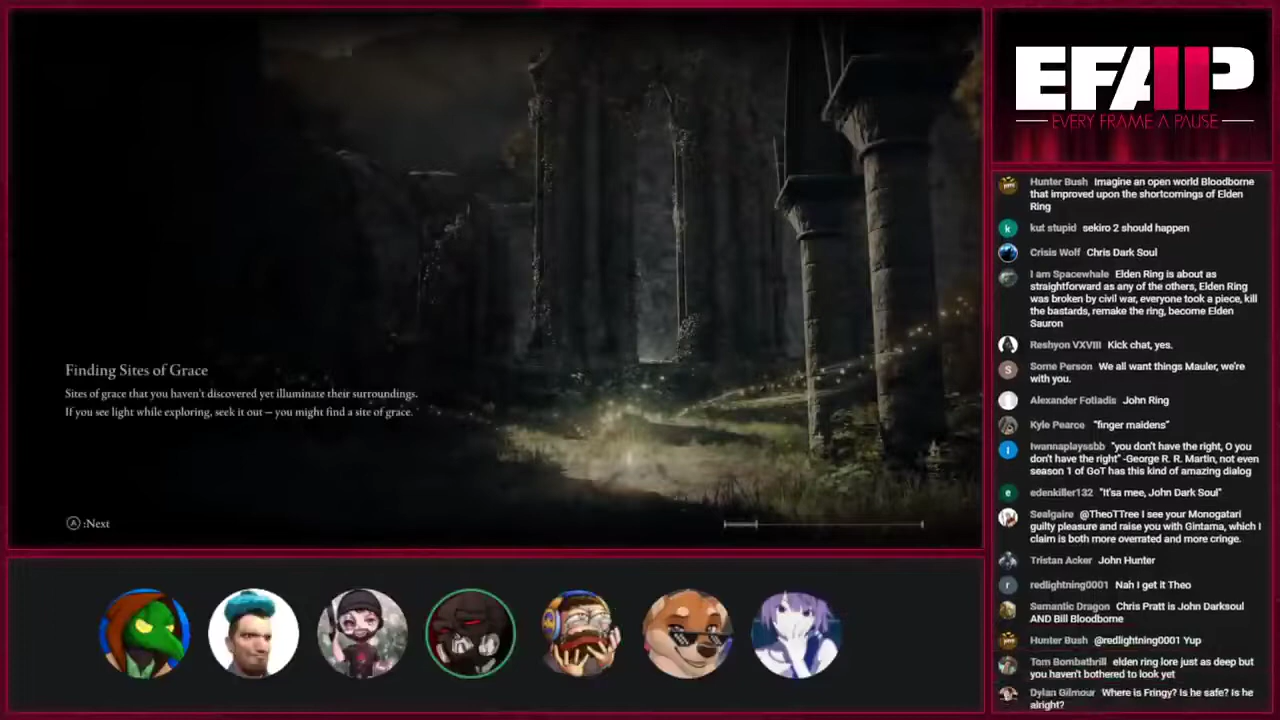 Finding Sites of Grace
Sites of grace that you haven't discovered yet illuminate their surroundings.
If you see light while exploring, seek it out – you might find a site of grace.
A :Next
EFAP
EVERY FRAME A PAUSE
Hunter Bush Imagine an open world Bloodborne
that improved upon the shortcomings of Elden
Ring
k
kut stupid sekiro 2 should happen
Crisis Wolf Chris Dark Soul
I am Spacewhale Elden Ring is about as
straightforward as any of the others, Elden Ring
was broken by civil war, everyone took a piece, kill
the bastards, remake the ring, become Elden
Sauron
Reshyon XVXVIII Kick chat, yes.
S
Some Person We all want things Mauler, we're
with you.
Alexander Fotiadis John Ring
Kyle Pearce "finger maidens"
I
Iwannaplayssbb "you don't have the right, O you
don't have the right" -George R. R. Martin, not even
season 1 of GoT has this kind of amazing dialog
e
edenkiller132 "It'sa mee, John Dark Soul"
Sealgaire @TheoTTree I see your Monogatari
guilty pleasure and raise you with Gintama, which I
claim is both more overrated and more cringe.
Tristan Acker John Hunter
r
redlightning0001 Nah I get it Theo
Semantic Dragon Chris Pratt is John Darksoul
AND Bill Bloodborne
Hunter Bush @redlightning0001 Yup
Tom Bombathrill elden ring lore just as deep but
you haven't bothered to look yet
Dylan Gilmour Where is Fringy? Is he safe? Is he
alright?